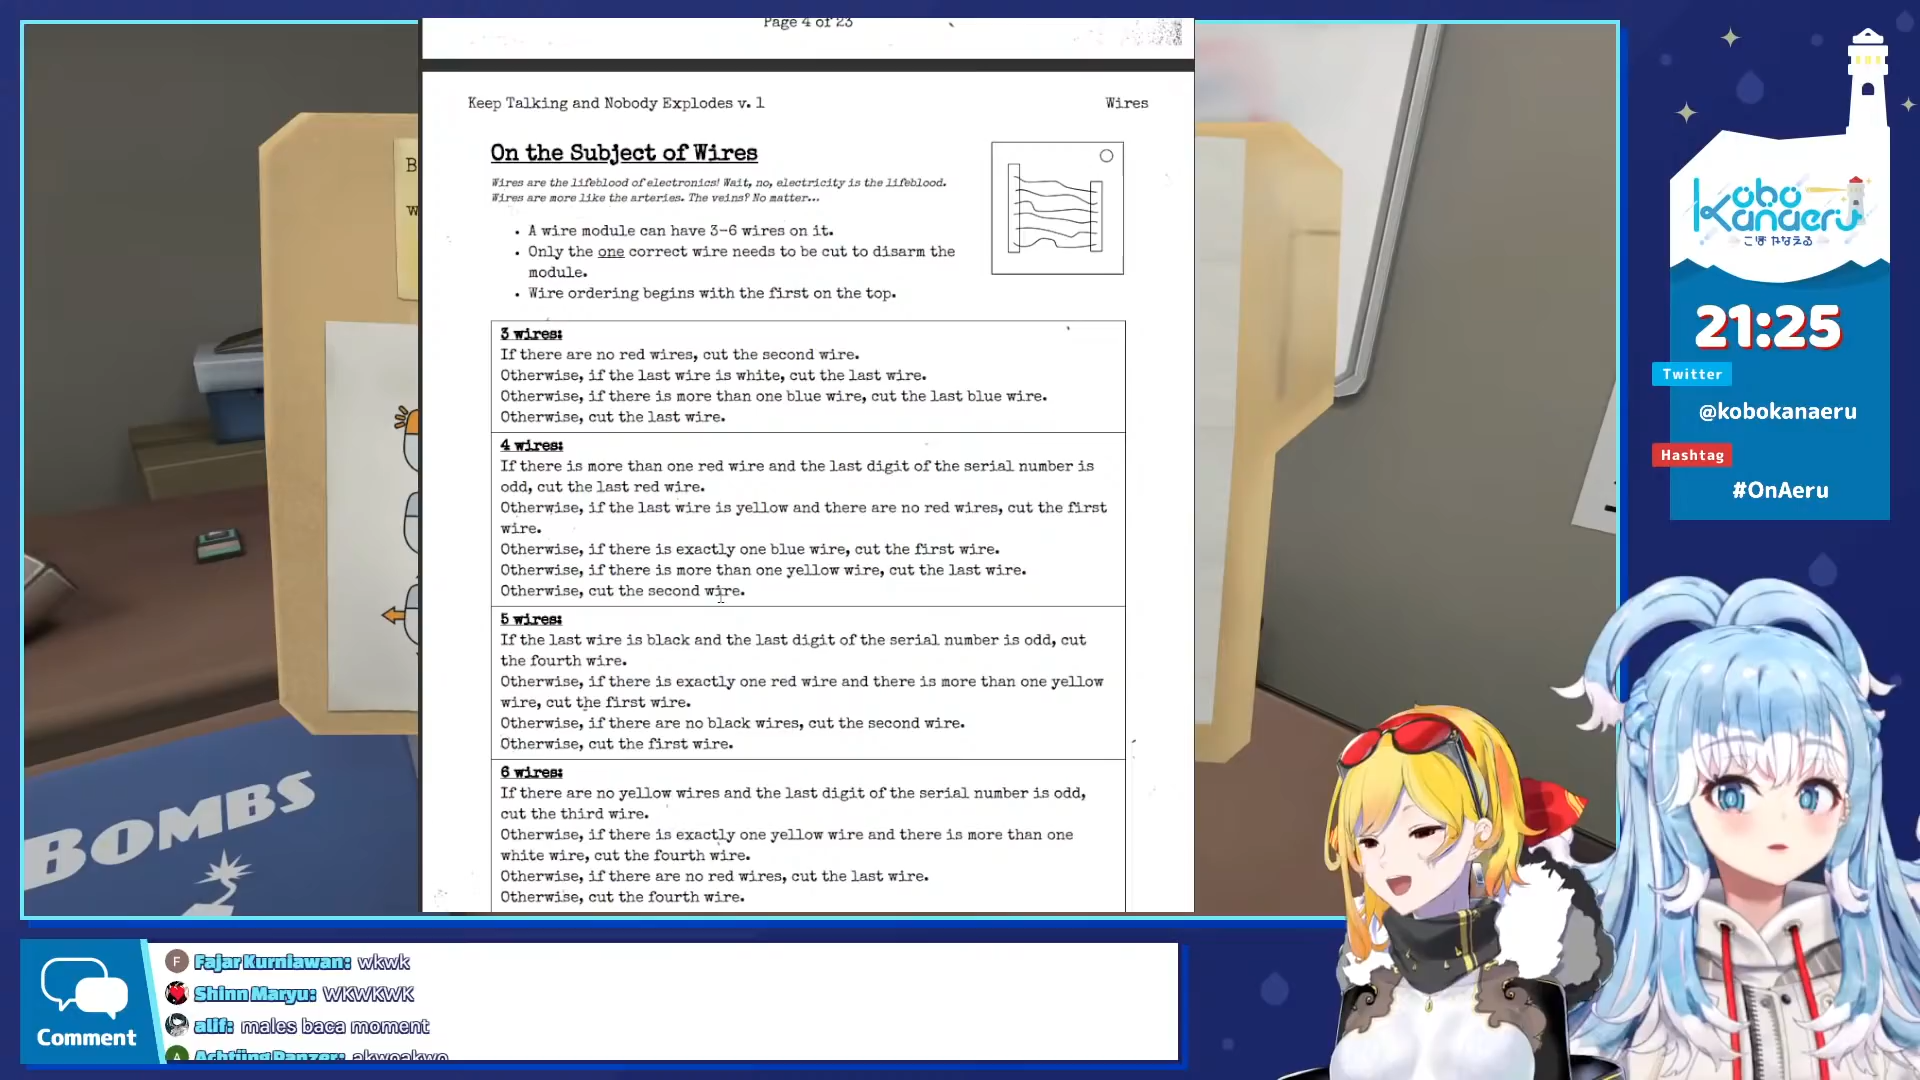 Page 4 of 23
Keep Talking and Nobody Explodes v. 1
Wires
On the Subject of Wires
Wires are the lifeblood of electronics! Wait, no, electricity is the lifeblood.
Wires are more like the arteries. The veins? No matter...
• A wire module can have 3-6 wires on it.
• Only the one correct wire needs to be cut to disarm the
module.
• Wire ordering begins with the first on the top.
3 wires:
If there are no red wires, cut the second wire.
Otherwise, if the last wire is white, cut the last wire.
Otherwise, if there is more than one blue wire, cut the last blue wire.
Otherwise, cut the last wire.
4 wires:
If there is more than one red wire and the last digit of the serial number is
odd, cut the last red wire.
Otherwise, if the last wire is yellow and there are no red wires, cut the first
wire.
Otherwise, if there is exactly one blue wire, cut the first wire.
Otherwise, if there is more than one yellow wire, cut the last wire.
Otherwise, cut the second wire.
5 wires:
If the last wire is black and the last digit of the serial number is odd, cut
the fourth wire.
Otherwise, if there is exactly one red wire and there is more than one yellow
wire, cut the first wire.
Otherwise, if there are no black wires, cut the second wire.
Otherwise, cut the first wire.
6 wires:
If there are no yellow wires and the last digit of the serial number is odd,
cut the third wire.
Otherwise, if there is exactly one yellow wire and there is more than one
white wire, cut the fourth wire.
Otherwise, if there are no red wires, cut the last wire.
Otherwise, cut the fourth wire.
BOMBS
Kobo
Kanaeru
こぼ かなえる
21:25
Twitter
@kobokanaeru
Hashtag
#OnAeru
Comment
F Fajar Kurniawan: wkwk
Shinn Maryu: WKWKWK
alif: males baca moment
A Achtüng Panzer: akwoakwo